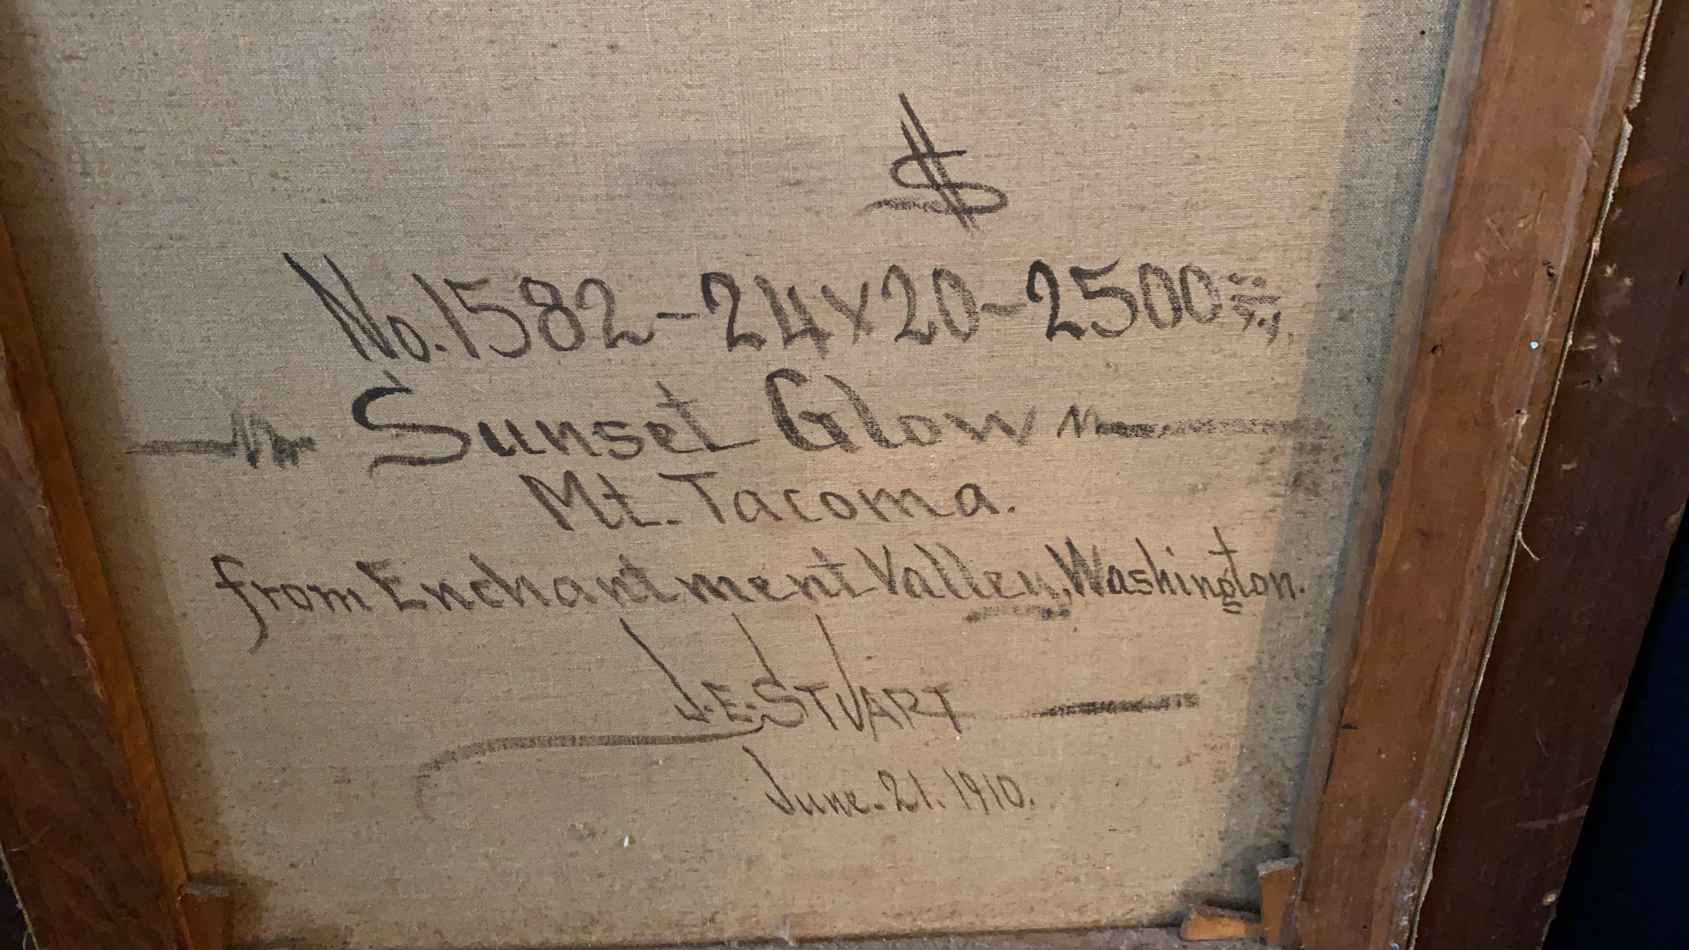 $
No. 1582-24x20-2500
Sunset Glow
Mt. Tacoma.
from Enchantment Valley, Washington.
J.E. STUART
June. 21. 1910.